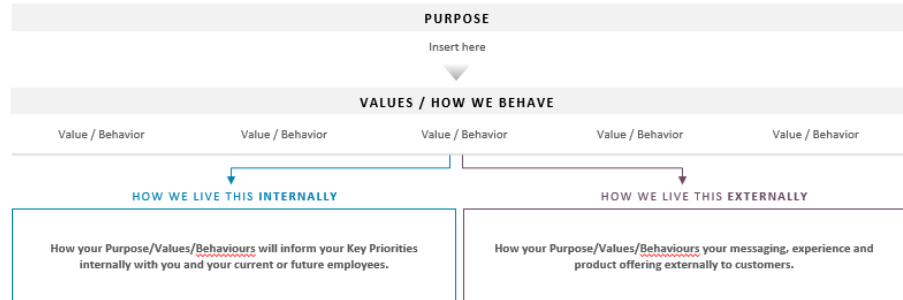 PURPOSE
Insert here
VALUES / HOW WE BEHAVE
Value / Behavior Value / Behavior Value / Behavior Value / Behavior Value / Behavior
HOW WE LIVE THIS INTERNALLY
How your Purpose/Values/Behaviours will inform your Key Priorities
internally with you and your current or future employees.
HOW WE LIVE THIS EXTERNALLY
How your Purpose/Values/Behaviours your messaging, experience and
product offering externally to customers.